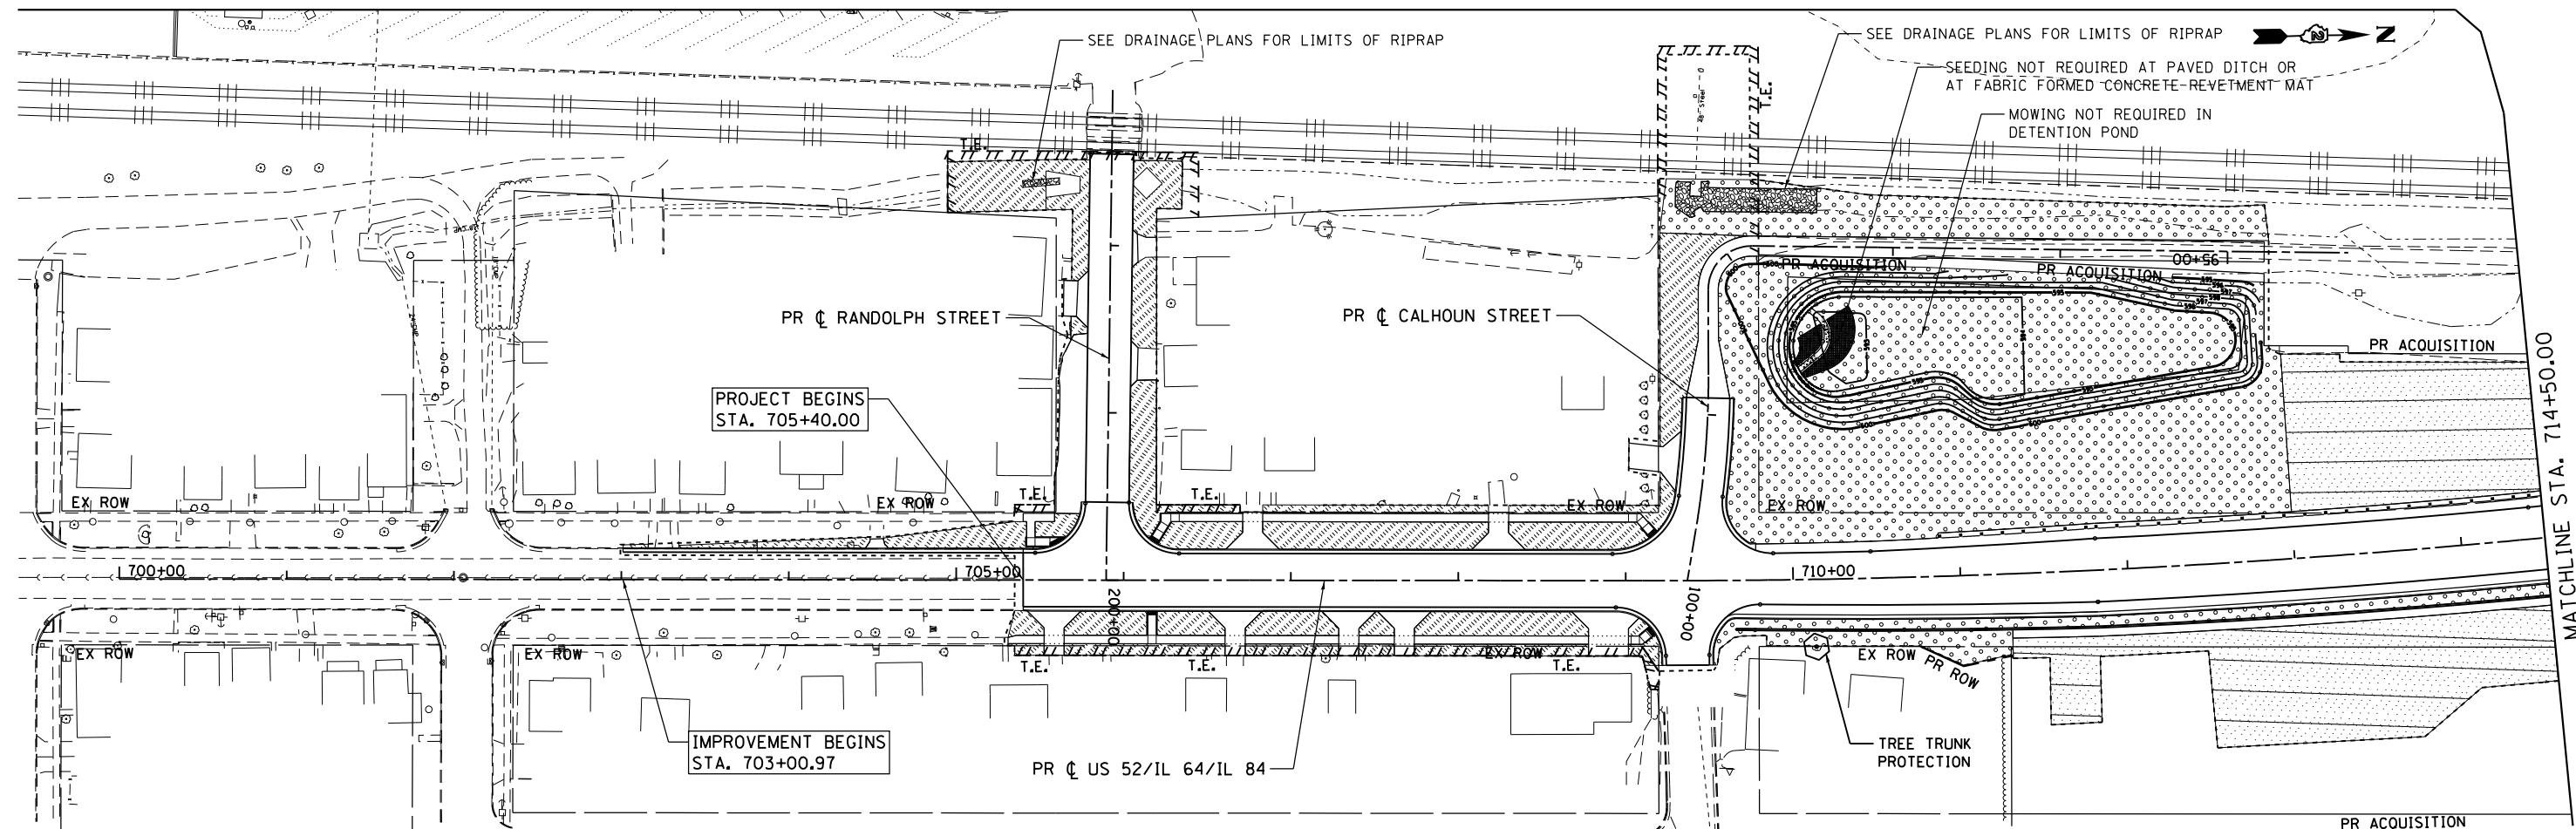 SEE DRAINAGE PLANS FOR LIMITS OF RIPRAP
SEE DRAINAGE PLANS FOR LIMITS OF RIPRAP
N
SEEDING NOT REQUIRED AT PAVED DITCH OR
AT FABRIC FORMED CONCRETE REVETMENT MAT
MOWING NOT REQUIRED IN
DETENTION POND
T.E.
T.E.
195+00
PR ACQUISITION
PR ACQUISITION
PR ℄ RANDOLPH STREET
PR ℄ CALHOUN STREET
PR ACQUISITION
PROJECT BEGINS
STA. 705+40.00
MATCHLINE STA. 714+50.00
EX ROW
EX ROW
T.E.
T.E.
EX ROW
EX ROW
700+00
705+00
710+00
200+00
100+00
EX ROW
EX ROW
T.E.
T.E.
EX ROW
T.E.
EX ROW
PR ROW
IMPROVEMENT BEGINS
STA. 703+00.97
PR ℄ US 52/IL 64/IL 84
TREE TRUNK
PROTECTION
PR ACQUISITION